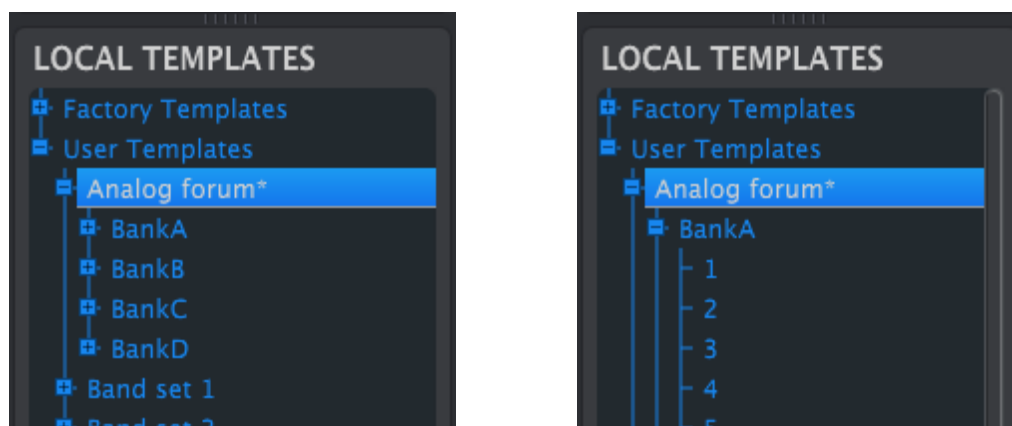 LOCAL TEMPLATES
Factory Templates
User Templates
Analog forum*
BankA
BankB
BankC
BankD
Band set 1
LOCAL TEMPLATES
Factory Templates
User Templates
Analog forum*
BankA
1
2
3
4